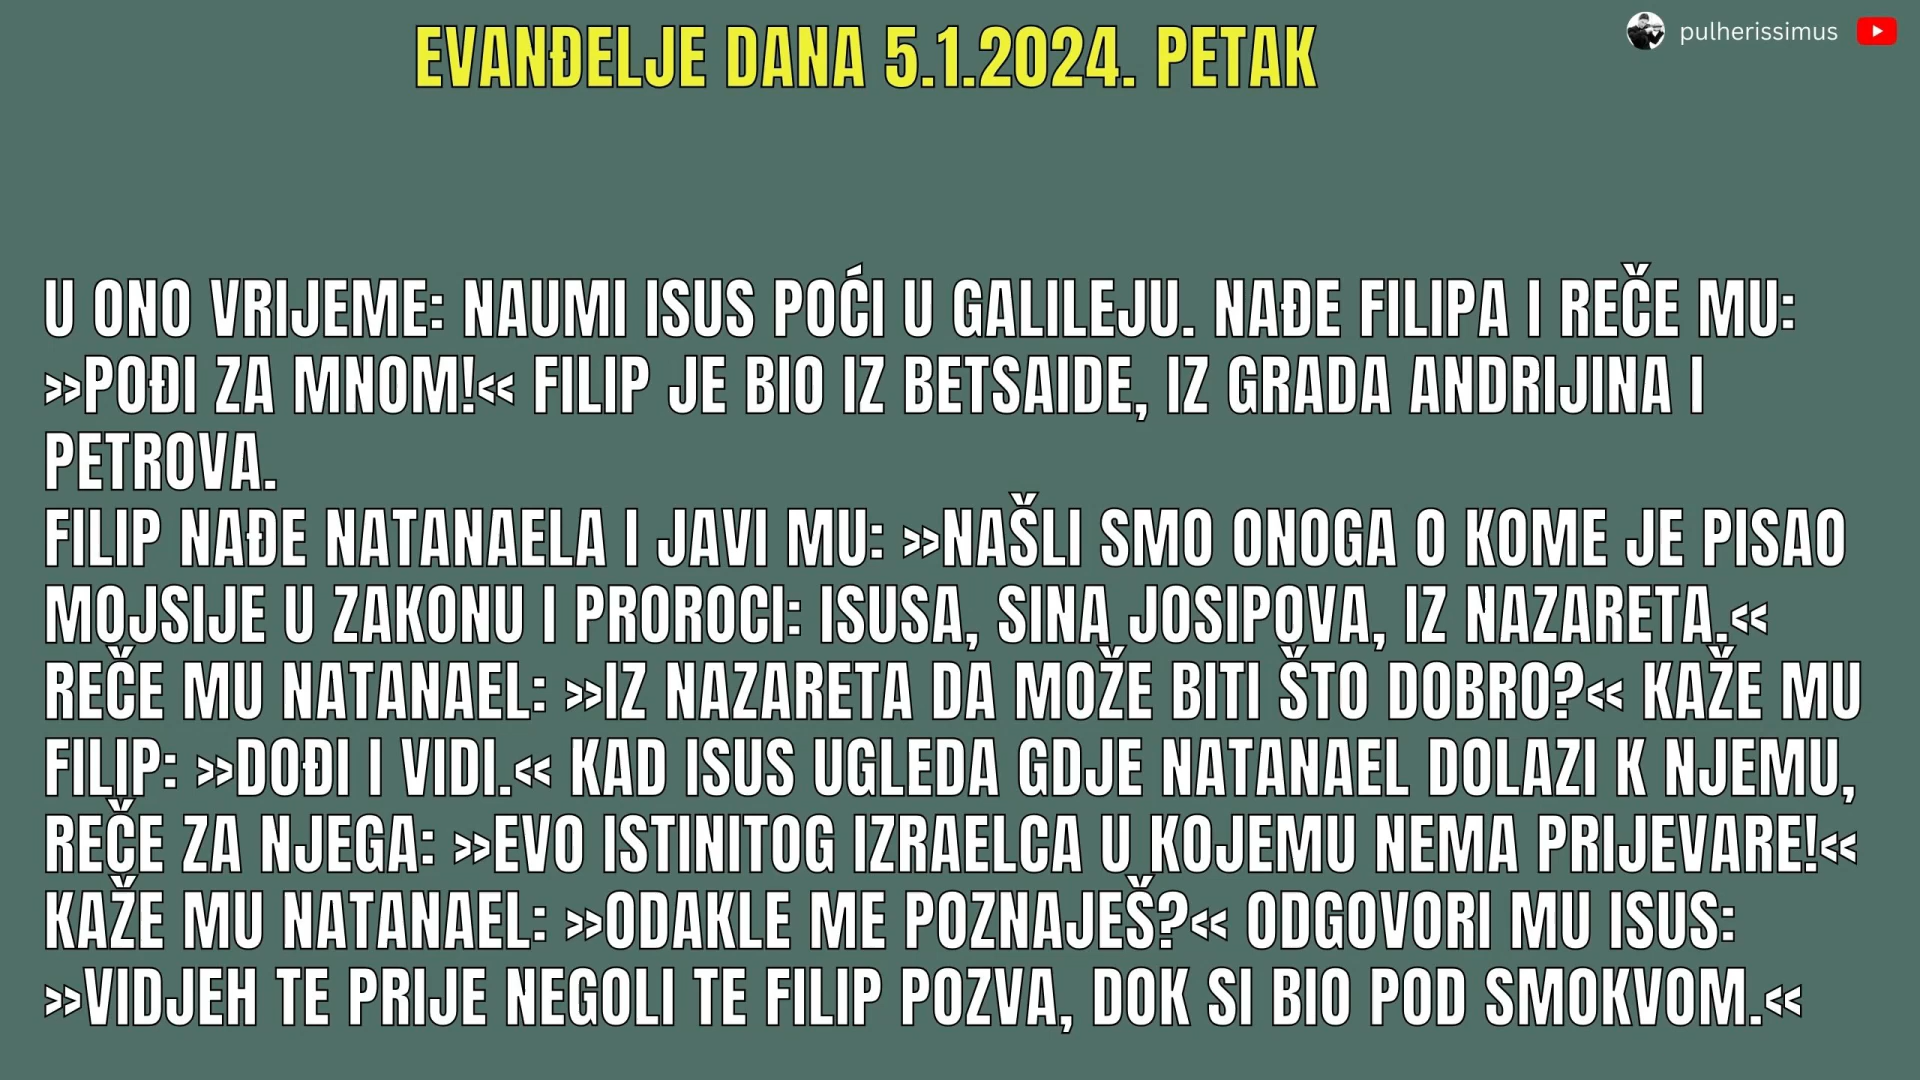 EVANĐELJE DANA 5.1.2024. PETAK
pulherissimus
U ONO VRIJEME: NAUMI ISUS POĆI U GALILEJU. NAĐE FILIPA I REČE MU:
»POĐI ZA MNOM!« FILIP JE BIO IZ BETSAIDE, IZ GRADA ANDRIJINA I
PETROVA.
FILIP NAĐE NATANAELA I JAVI MU: »NAŠLI SMO ONOGA O KOME JE PISAO
MOJSIJE U ZAKONU I PROROCI: ISUSA, SINA JOSIPOVA, IZ NAZARETA.«
REČE MU NATANAEL: »IZ NAZARETA DA MOŽE BITI ŠTO DOBRO?« KAŽE MU
FILIP: »DOĐI I VIDI.« KAD ISUS UGLEDA GDJE NATANAEL DOLAZI K NJEMU,
REČE ZA NJEGA: »EVO ISTINITOG IZRAELCA U KOJEMU NEMA PRIJEVARE!«
KAŽE MU NATANAEL: »ODAKLE ME POZNAJEŠ?« ODGOVORI MU ISUS:
»VIDJEH TE PRIJE NEGOLI TE FILIP POZVA, DOK SI BIO POD SMOKVOM.«